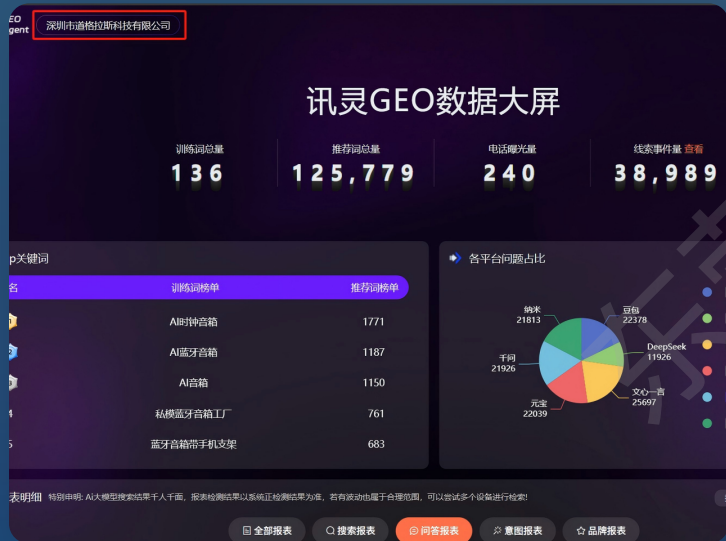 EO
gent
深圳市道格拉斯科技有限公司
讯灵GEO数据大屏
训练词总量 推荐词总量 电话曝光量 线索事件量 查看
136 125,779 240 38,989
p关键词
名 训练词榜单 推荐词榜单
AI时钟音箱 1771
AI蓝牙音箱 1187
AI音箱 1150
4 私模蓝牙音箱工厂 761
5 蓝牙音箱带手机支架 683
各平台问题占比
纳米
21813
豆包
22378
DeepSeek
11926
千问
21926
文心一言
25697
元宝
22039
表明细 特别申明: Ai大模型搜索结果千人千面，报表检测结果以系统正检测结果为准，若有波动也属于合理范围，可以尝试多个设备进行检索!
全部报表 搜索报表 问答报表 意图报表 品牌报表